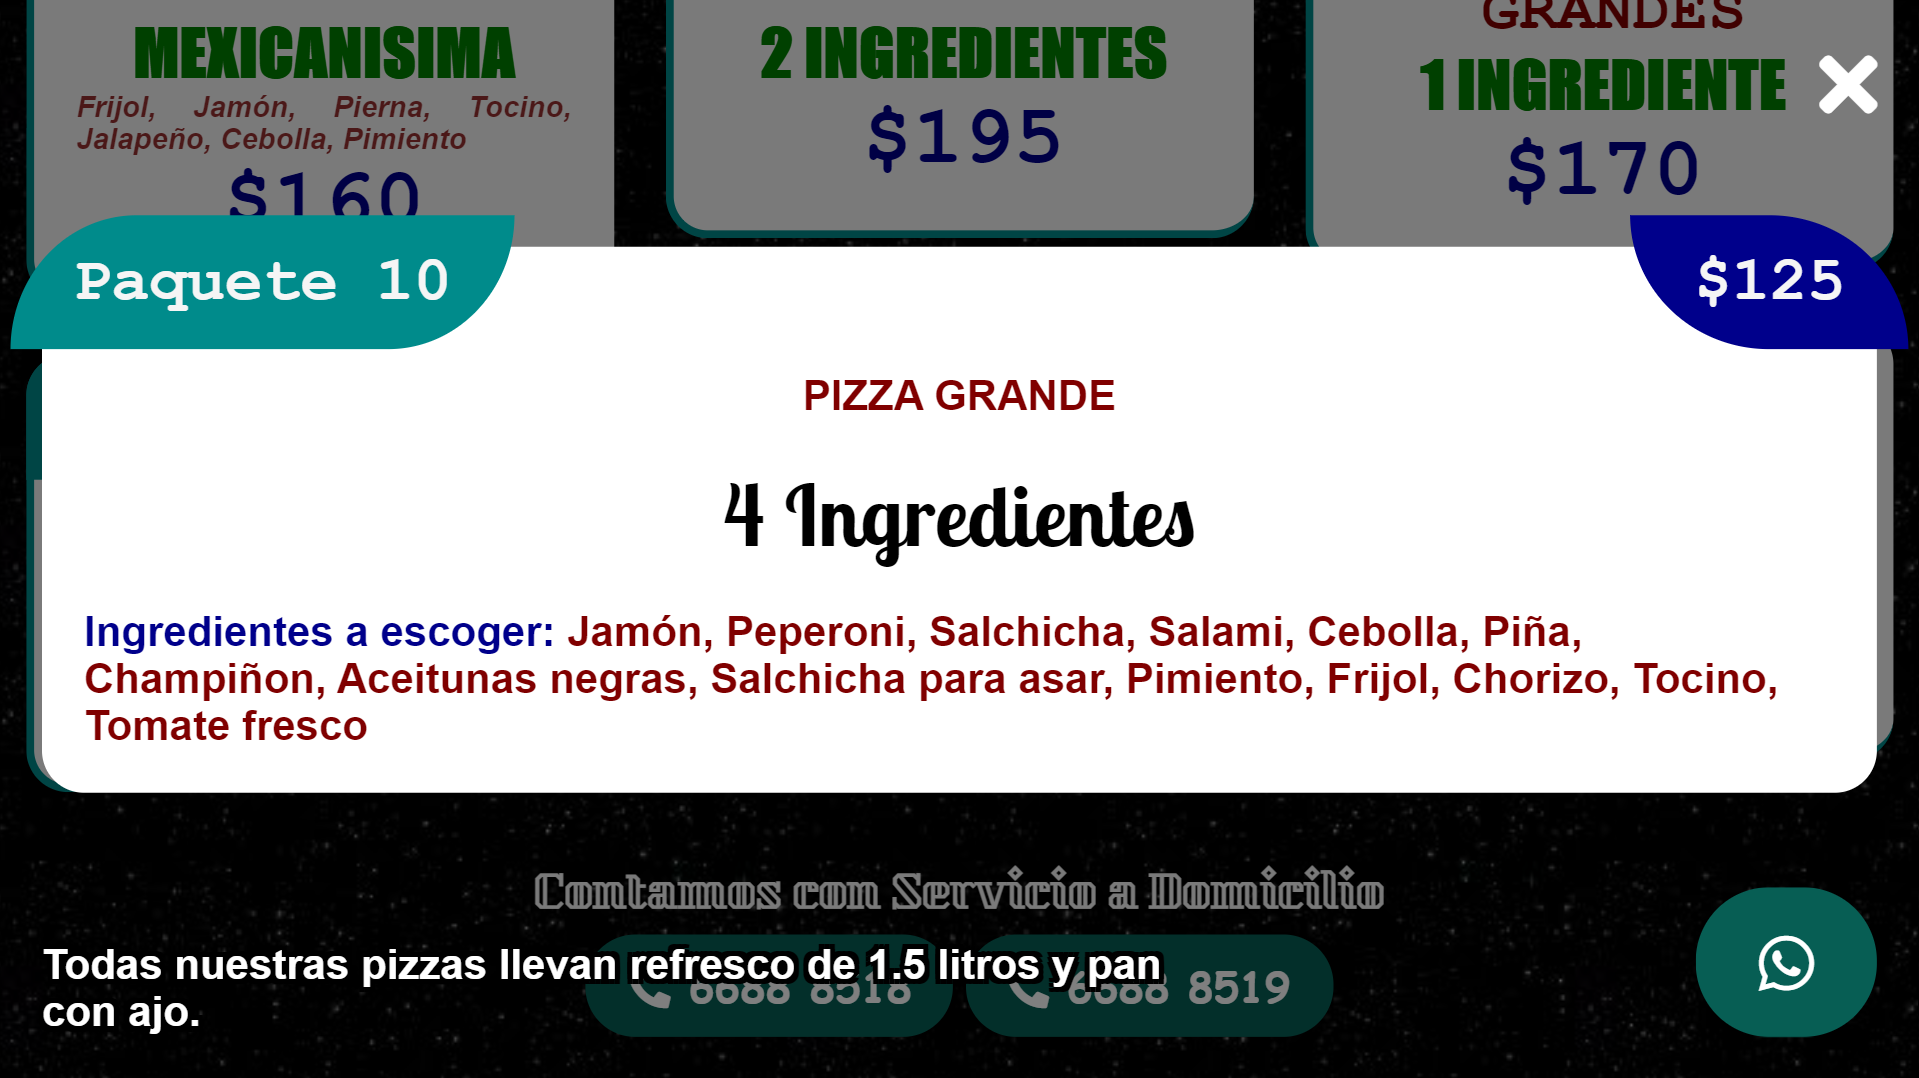 MEXICANISIMA
Frijol, Jamón, Pierna, Tocino,
Jalapeño, Cebolla, Pimiento
$160
2 INGREDIENTES
$195
GRANDES
1 INGREDIENTE
$170
Paquete 10
$125
PIZZA GRANDE
4 Ingredientes
Ingredientes a escoger: Jamón, Peperoni, Salchicha, Salami, Cebolla, Piña,
Champiñon, Aceitunas negras, Salchicha para asar, Pimiento, Frijol, Chorizo, Tocino,
Tomate fresco
Contamos con Servicio a Domicilio
Todas nuestras pizzas llevan refresco de 1.5 litros y pan
con ajo.
6688 8518
6688 8519